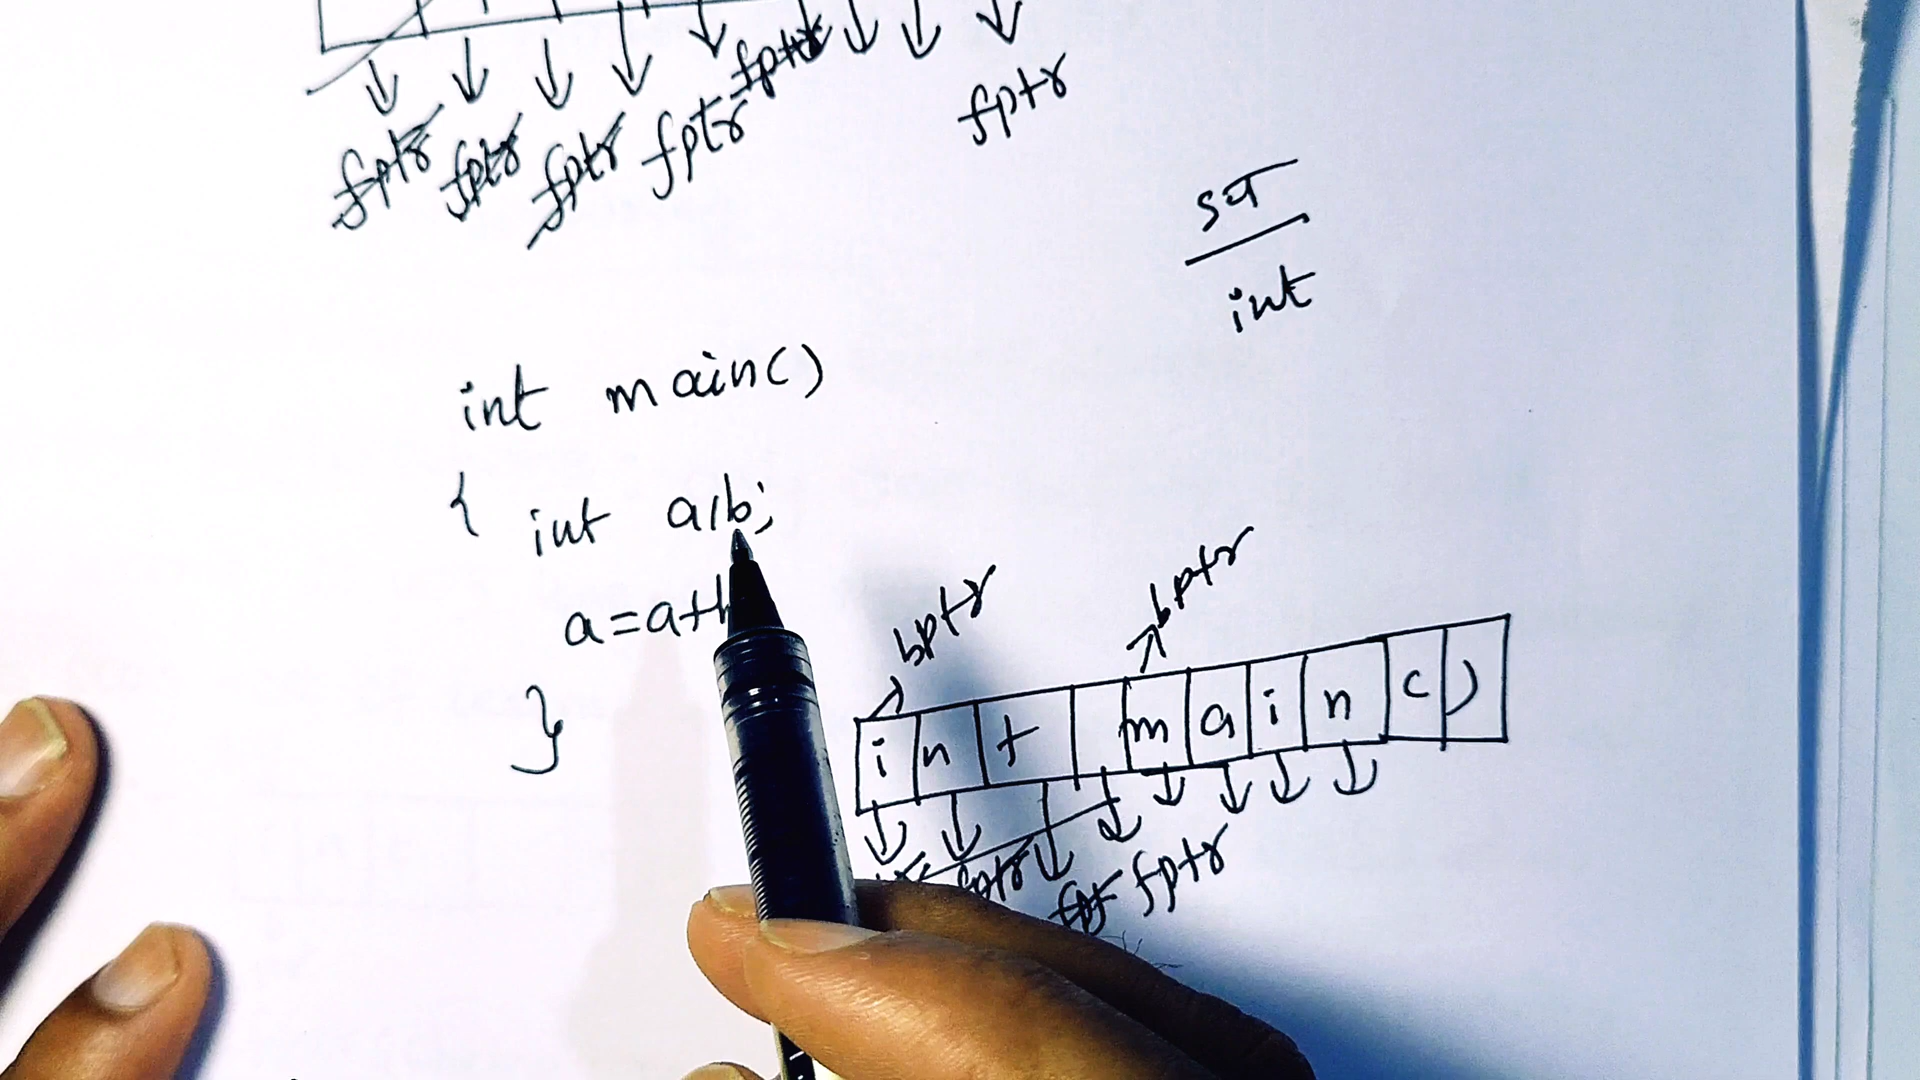 fptr fptr fptr fptr fptr fptr
ST
int
int main()
{ int a,b;
a=a+b
}
bptr bptr
i n t m a i n ( )
fptr fptr